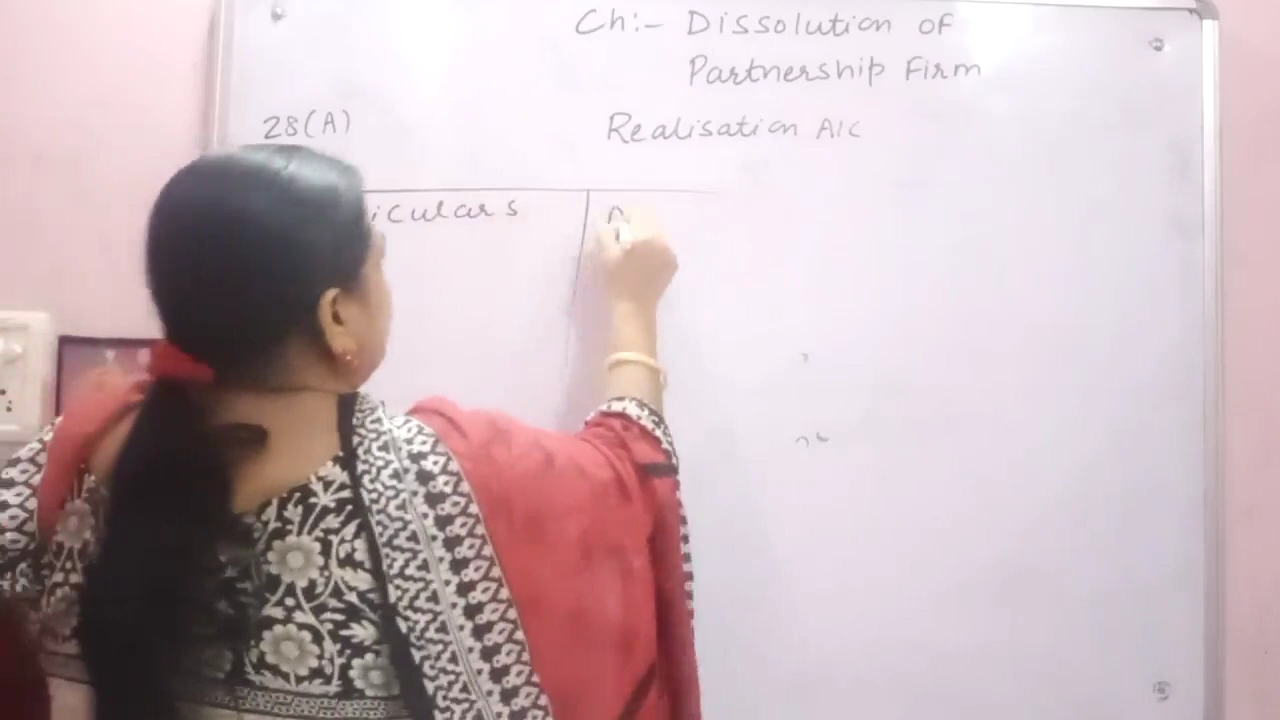 Ch:- Dissolution of
Partnership Firm
28(A) Realisation A/c
iculars